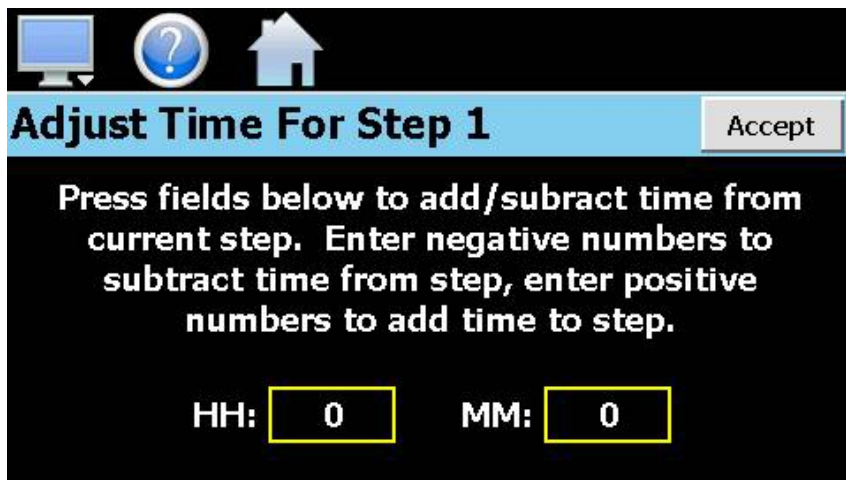 ?
Adjust Time For Step 1
Accept
Press fields below to add/subract time from
current step. Enter negative numbers to
subtract time from step, enter positive
numbers to add time to step.
HH: 0 MM: 0